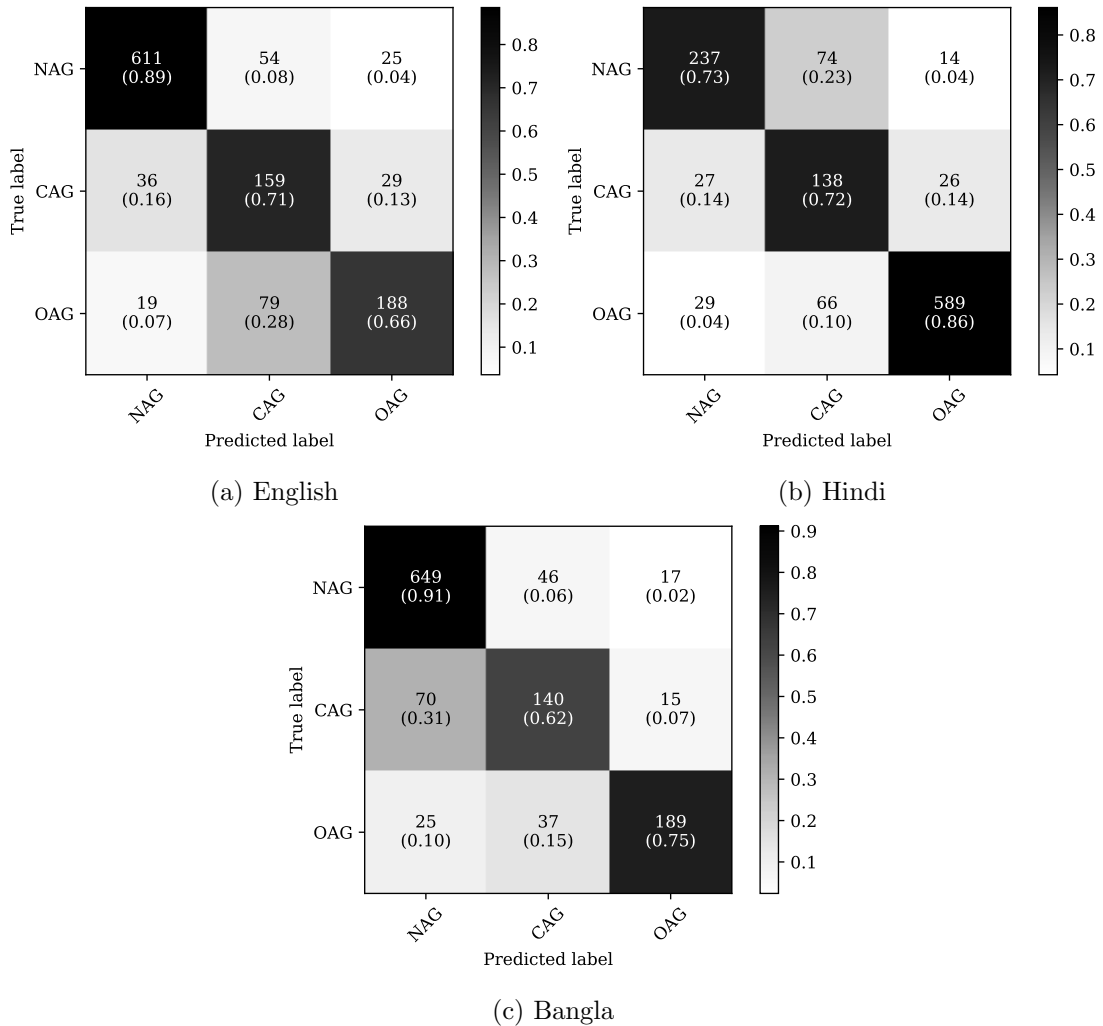 611 54 25 0.8
NAG
(0.89) (0.08) (0.04)
0.7
0.6
36 159 29 0.5
CAG
(0.16) (0.71) (0.13)
0.4
0.3
19 79 188 0.2
OAG
(0.07) (0.28) (0.66)
0.1
True label
NAG CAG OAG
Predicted label
(a) English
237 74 14 0.8
NAG
(0.73) (0.23) (0.04)
0.7
0.6
27 138 26 0.5
CAG
(0.14) (0.72) (0.14)
0.4
0.3
29 66 589 0.2
OAG
(0.04) (0.10) (0.86)
0.1
True label
NAG CAG OAG
Predicted label
(b) Hindi
0.9
649 46 17 0.8
NAG
(0.91) (0.06) (0.02)
0.7
0.6
70 140 15 0.5
CAG
(0.31) (0.62) (0.07)
0.4
0.3
25 37 189 0.2
OAG
(0.10) (0.15) (0.75)
0.1
True label
NAG CAG OAG
Predicted label
(c) Bangla